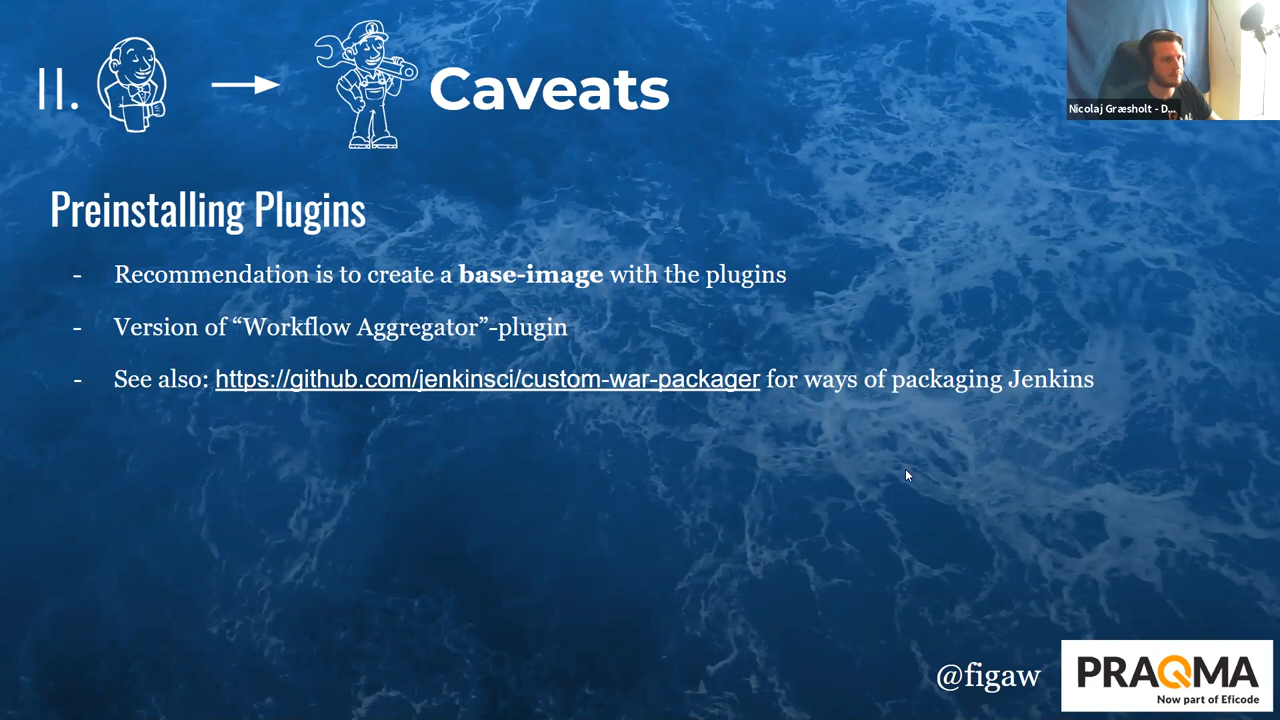 II. Caveats
Nicolaj Græsholt - D...
Preinstalling Plugins
- Recommendation is to create a base-image with the plugins
- Version of “Workflow Aggregator”-plugin
- See also: https://github.com/jenkinsci/custom-war-packager for ways of packaging Jenkins
@figaw
PRAQMA
Now part of Eficode